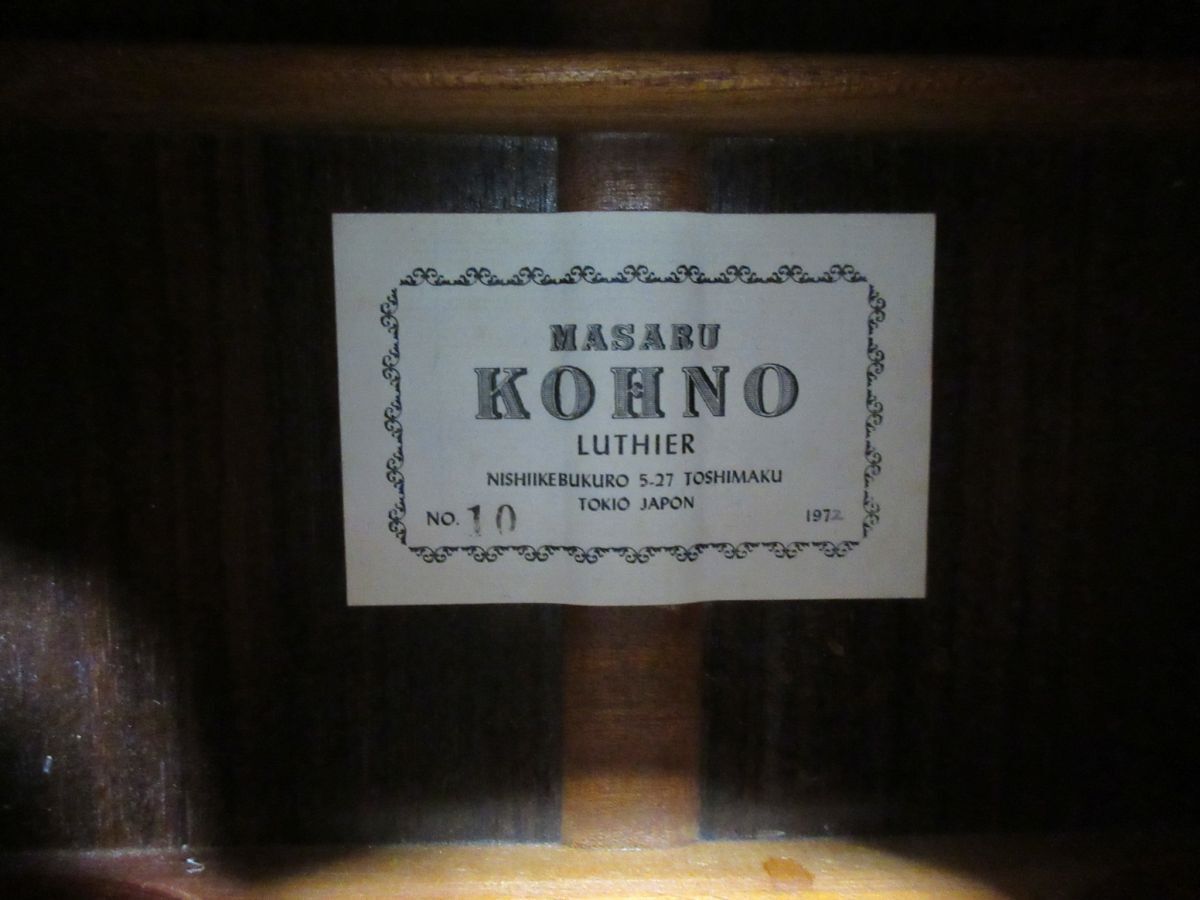 MASARU
KOHNO
LUTHIER
NISHIIKEBUKURO 5-27 TOSHIMAKU
TOKIO JAPON
NO. 10 1972